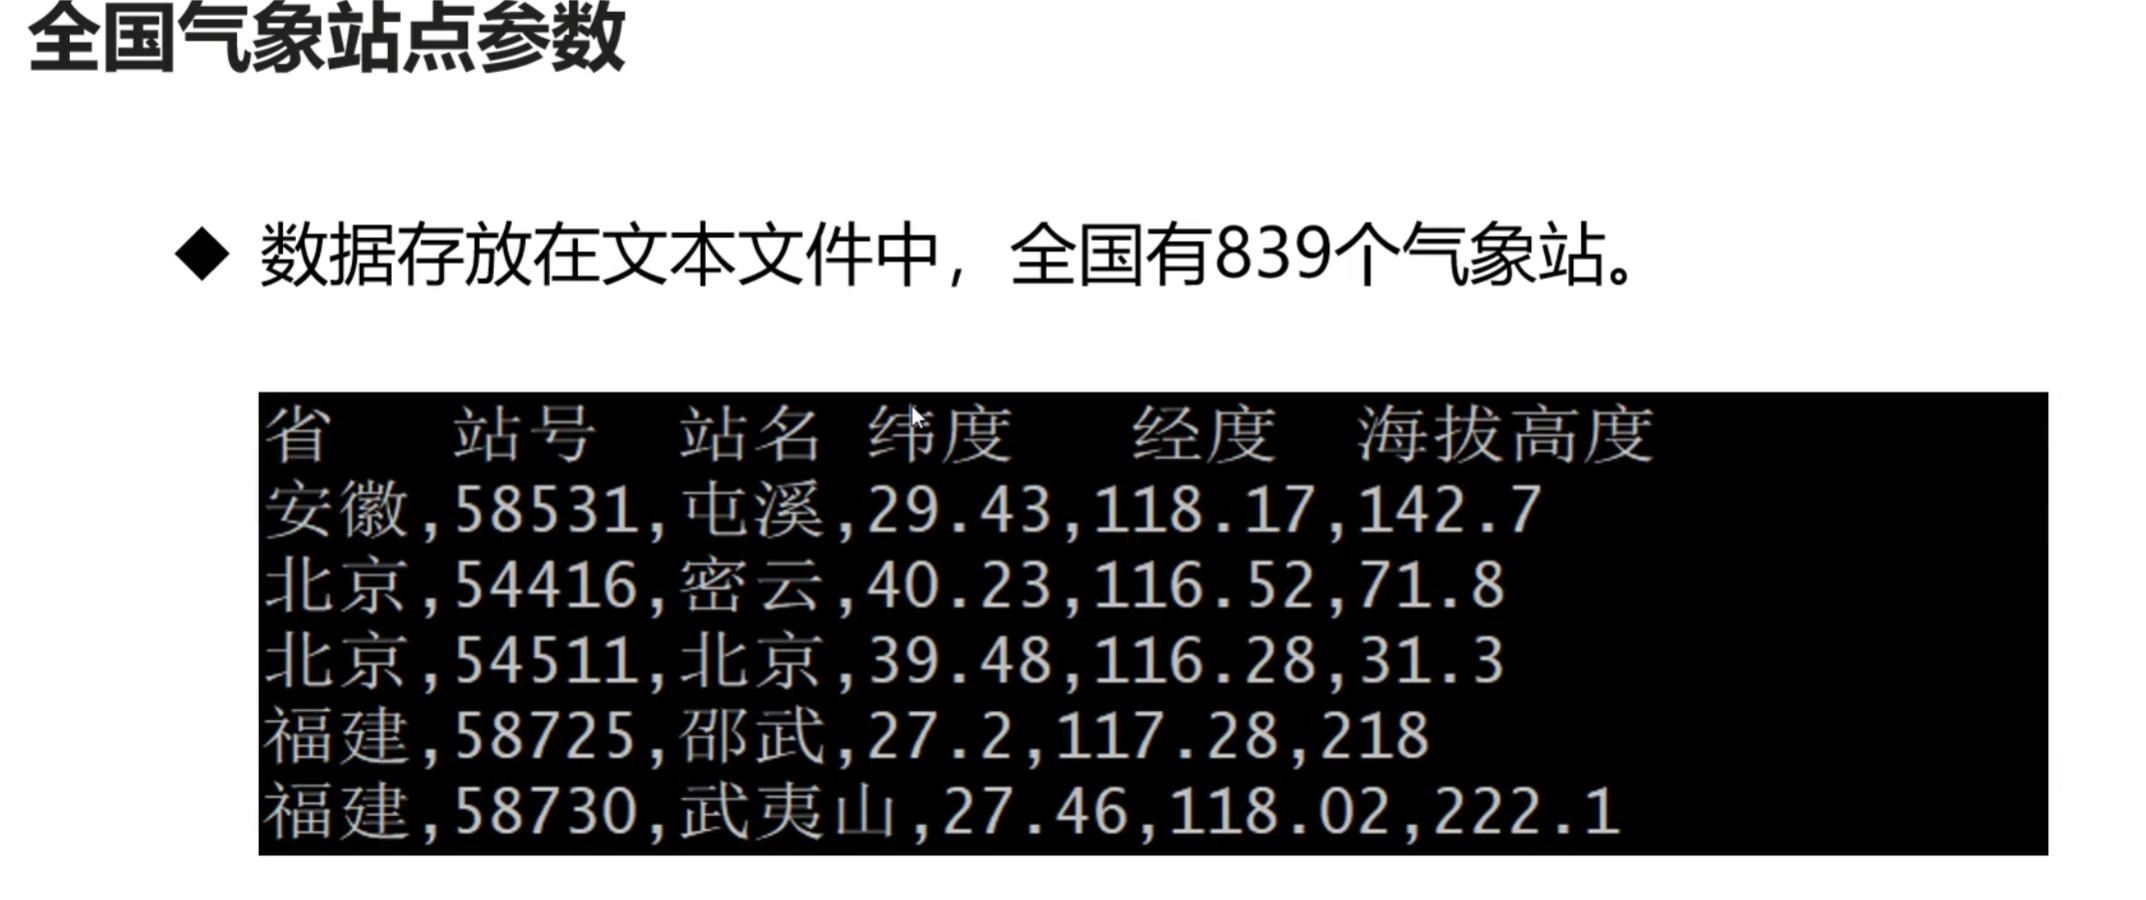 全国气象站点参数
◆ 数据存放在文本文件中，全国有839个气象站。
省 站号 站名 纬度 经度 海拔高度
安徽,58531,屯溪,29.43,118.17,142.7
北京,54416,密云,40.23,116.52,71.8
北京,54511,北京,39.48,116.28,31.3
福建,58725,邵武,27.2,117.28,218
福建,58730,武夷山,27.46,118.02,222.1